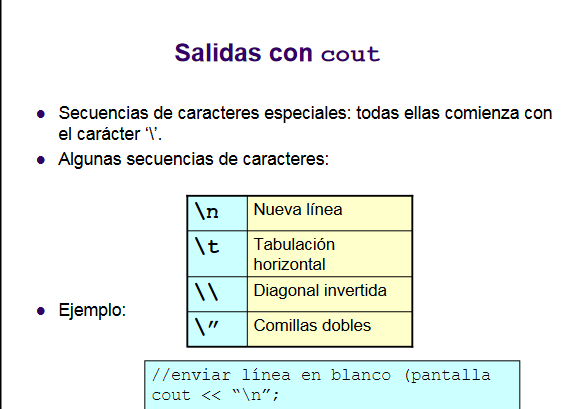 Salidas con cout
● Secuencias de caracteres especiales: todas ellas comienza con
el carácter ‘\’.
● Algunas secuencias de caracteres:
\n Nueva línea
\t Tabulación
horizontal
\\ Diagonal invertida
\” Comillas dobles
● Ejemplo:
//enviar línea en blanco (pantalla
cout << “\n”;